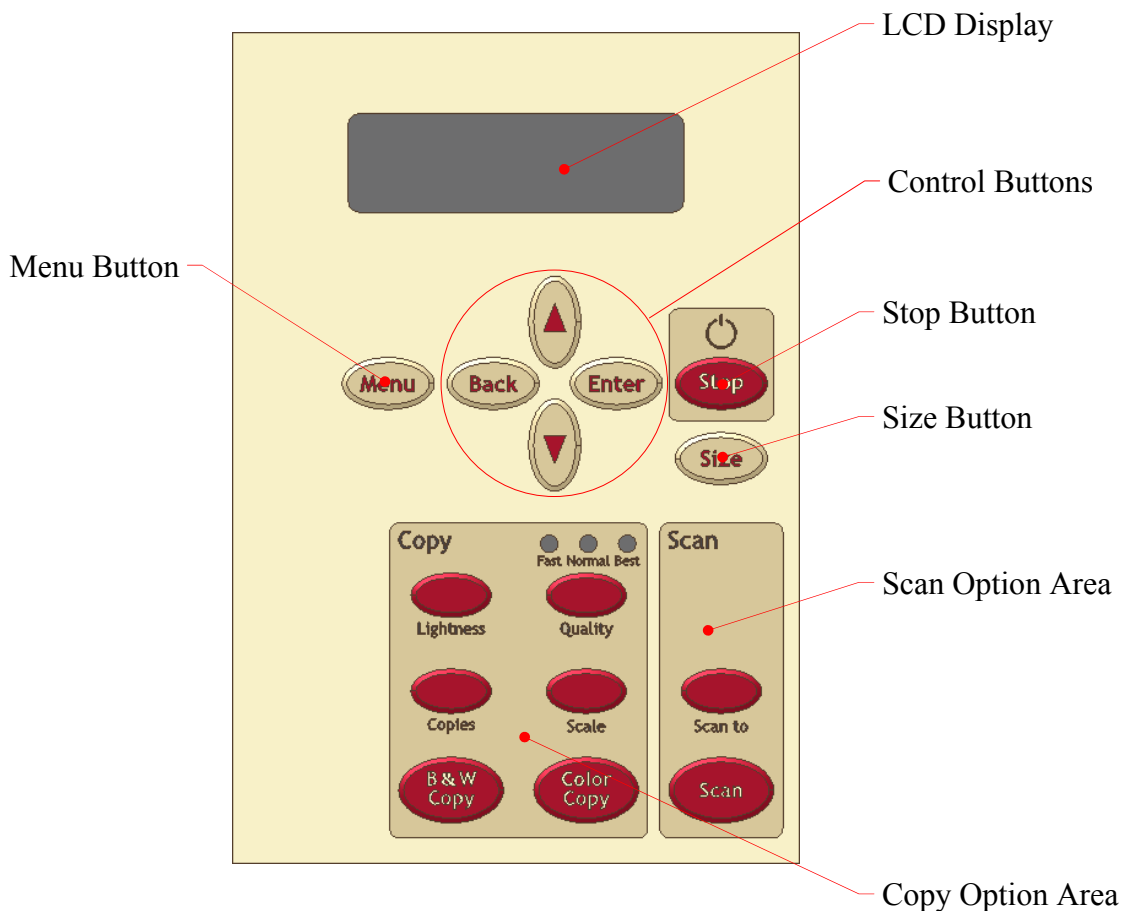 LCD Display
Control Buttons
Menu Button
Stop Button
Menu
Back
Enter
Stop
Size Button
Size
Copy
Scan
Fast Normal Best
Scan Option Area
Lightness
Quality
Copies
Scale
Scan to
B & W
Copy
Color
Copy
Scan
Copy Option Area